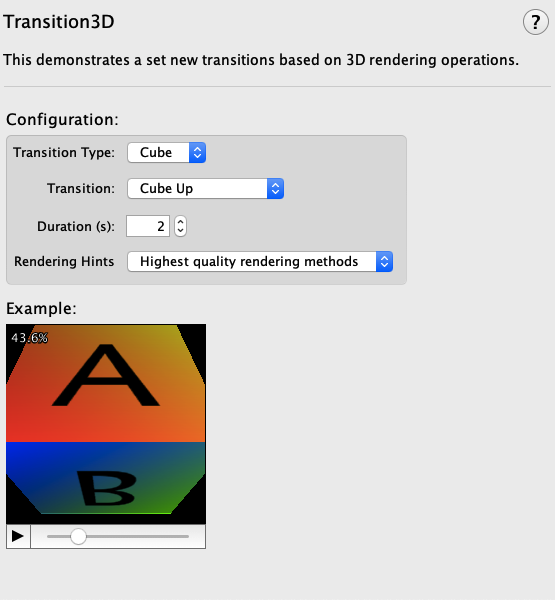 Transition3D
?
This demonstrates a set new transitions based on 3D rendering operations.
Configuration:
Transition Type: Cube
Transition: Cube Up
Duration (s): 2
Rendering Hints Highest quality rendering methods
Example:
43.6%
A
B